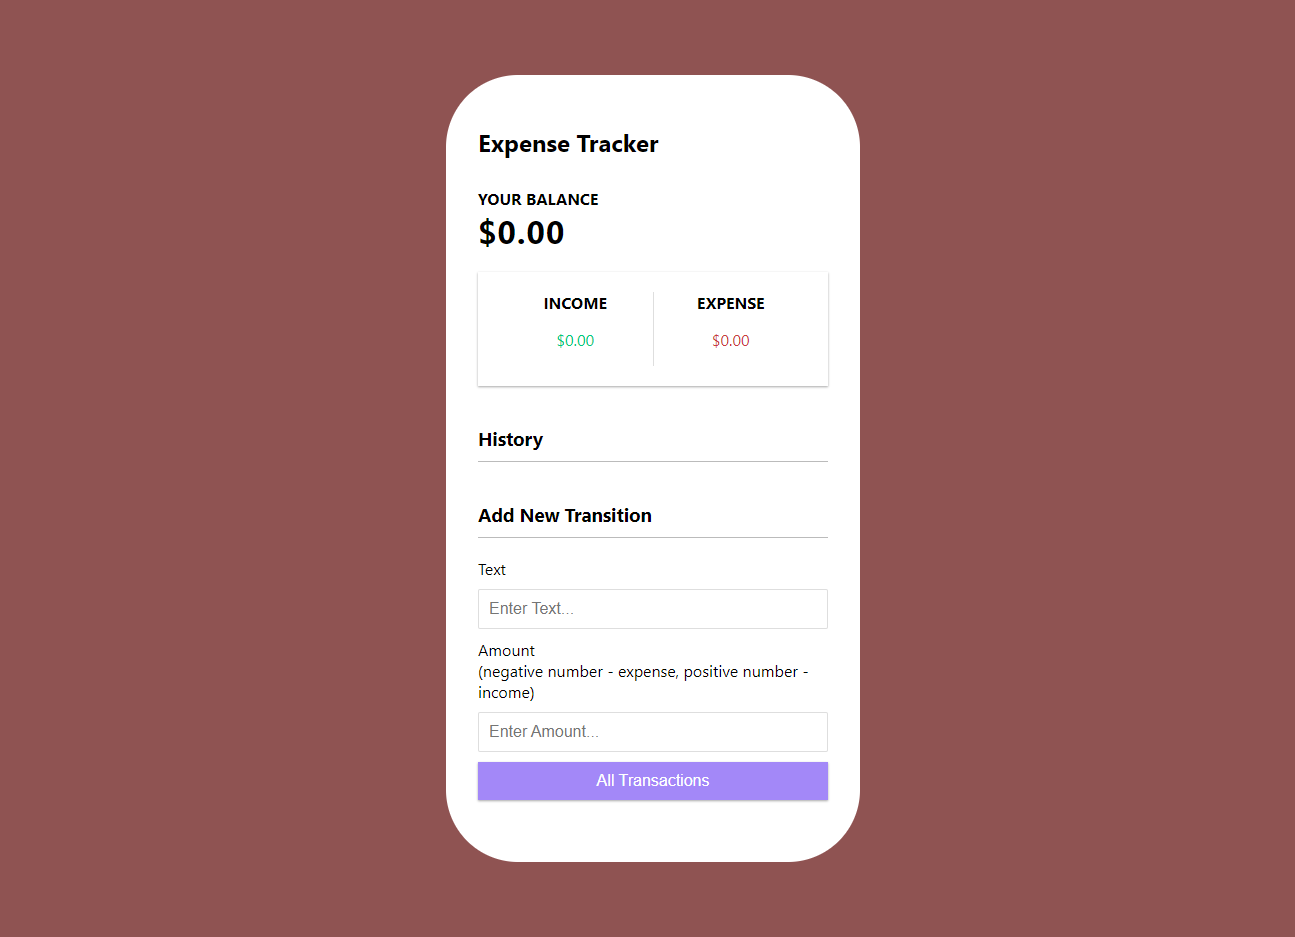 Expense Tracker
YOUR BALANCE
$0.00
INCOME EXPENSE
$0.00 $0.00
History
Add New Transition
Text
Enter Text...
Amount
(negative number - expense, positive number -
income)
Enter Amount...
All Transactions